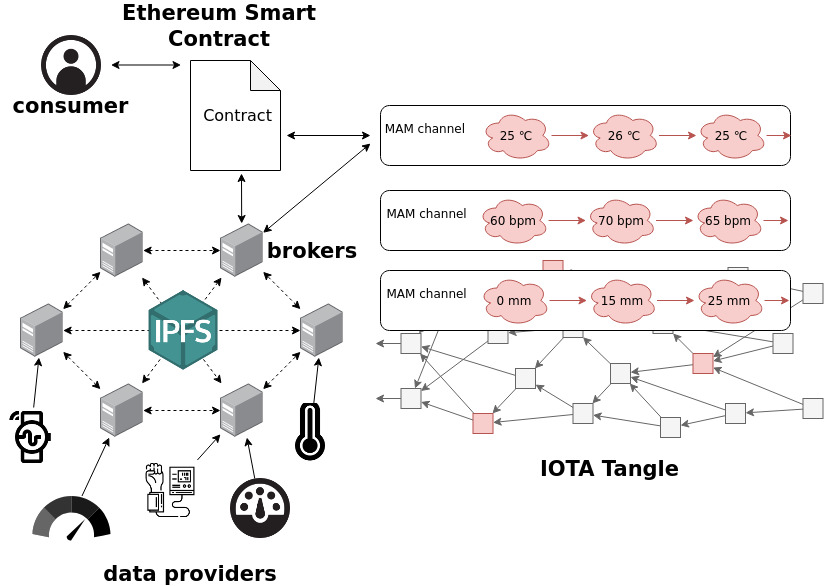 Ethereum Smart
Contract
consumer
Contract
MAM channel
25 ℃
26 ℃
25 ℃
MAM channel
60 bpm
70 bpm
65 bpm
brokers
MAM channel
0 mm
15 mm
25 mm
IPFS
IOTA Tangle
data providers